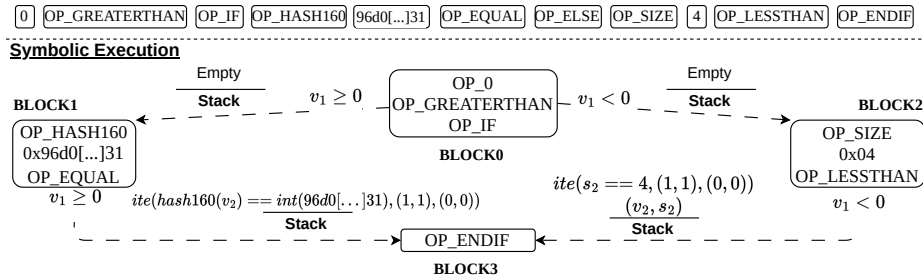 0 OP_GREATERTHAN OP_IF OP_HASH160 96d0[...]31 OP_EQUAL OP_ELSE OP_SIZE 4 OP_LESSTHAN OP_ENDIF
Symbolic Execution
Empty
Stack
v₁ ≥ 0
OP_0
OP_GREATERTHAN
OP_IF
BLOCK0
v₁ < 0
Empty
Stack
BLOCK1
OP_HASH160
0x96d0[...]31
OP_EQUAL
v₁ ≥ 0
BLOCK2
OP_SIZE
0x04
OP_LESSTHAN
v₁ < 0
ite(hash160(v₂) == int(96d0[...]31), (1, 1), (0, 0))
Stack
ite(s₂ == 4, (1, 1), (0, 0))
(v₂, s₂)
Stack
OP_ENDIF
BLOCK3